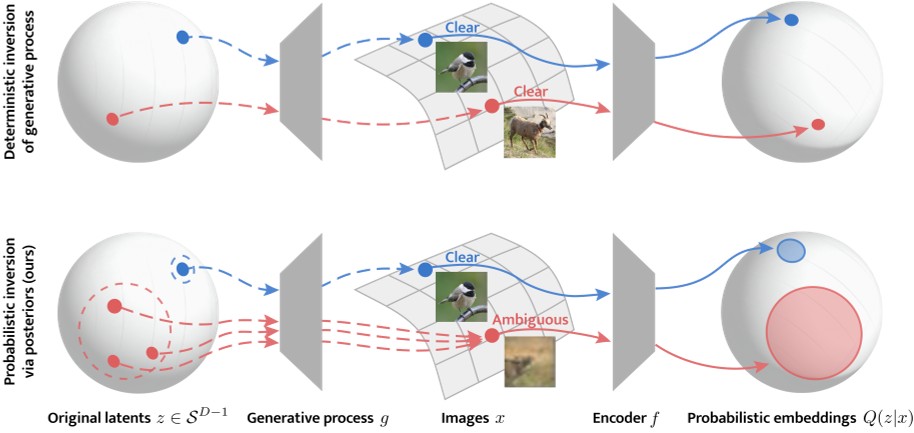 Deterministic inversion
of generative process
Clear
Clear
Probabilistic inversion
via posteriors (ours)
Clear
Ambiguous
Original latents z ∈ 𝒮^{D−1}
Generative process g
Images x
Encoder f
Probabilistic embeddings Q(z|x)